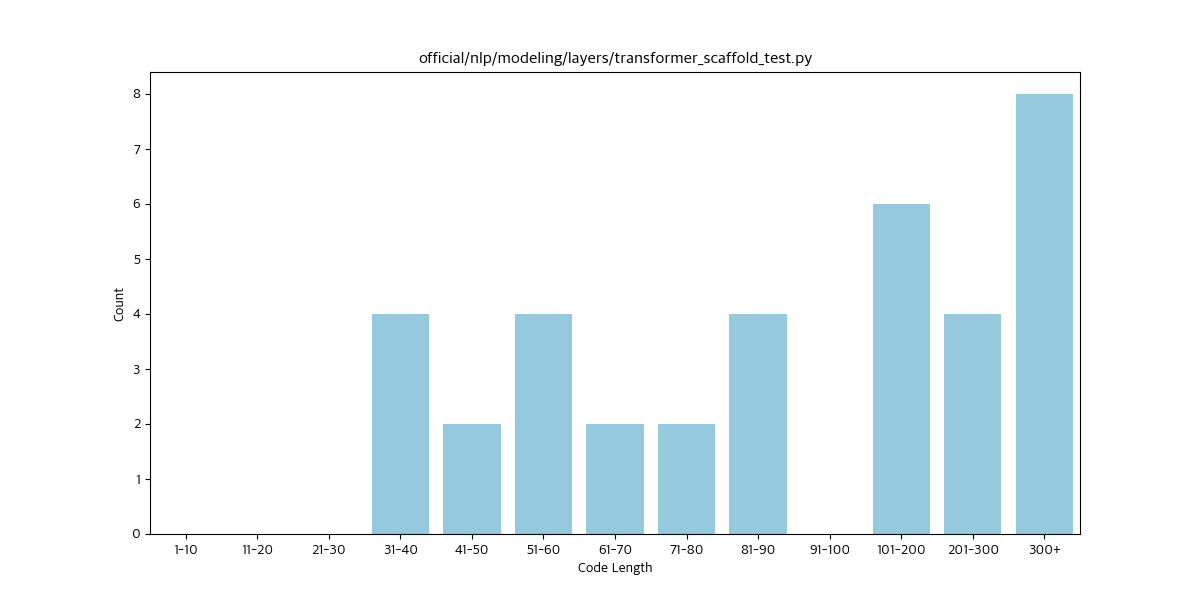 official/nlp/modeling/layers/transformer_scaffold_test.py
8
7
6
5
4
3
2
1
0
Count
1-10 11-20 21-30 31-40 41-50 51-60 61-70 71-80 81-90 91-100 101-200 201-300 300+
Code Length